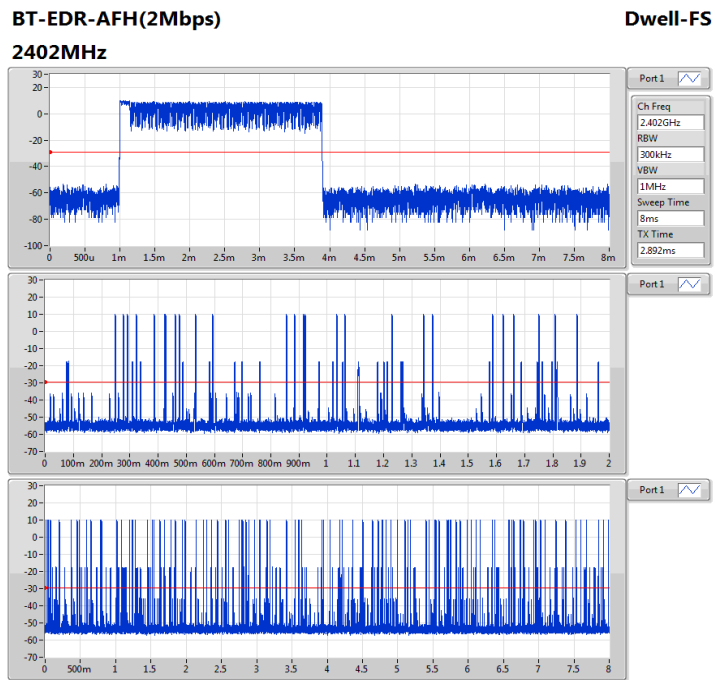 BT-EDR-AFH(2Mbps) Dwell-FS
2402MHz
30
20
0
-20
-40
-60
-80
-100
0 500u 1m 1.5m 2m 2.5m 3m 3.5m 4m 4.5m 5m 5.5m 6m 6.5m 7m 7.5m 8m
Port 1
Ch Freq
2.402GHz
RBW
300kHz
VBW
1MHz
Sweep Time
8ms
TX Time
2.892ms
30
20
10
0
-10
-20
-30
-40
-50
-60
-70
0 100m 200m 300m 400m 500m 600m 700m 800m 900m 1 1.1 1.2 1.3 1.4 1.5 1.6 1.7 1.8 1.9 2
Port 1
30
20
10
0
-10
-20
-30
-40
-50
-60
-70
0 500m 1 1.5 2 2.5 3 3.5 4 4.5 5 5.5 6 6.5 7 7.5 8
Port 1